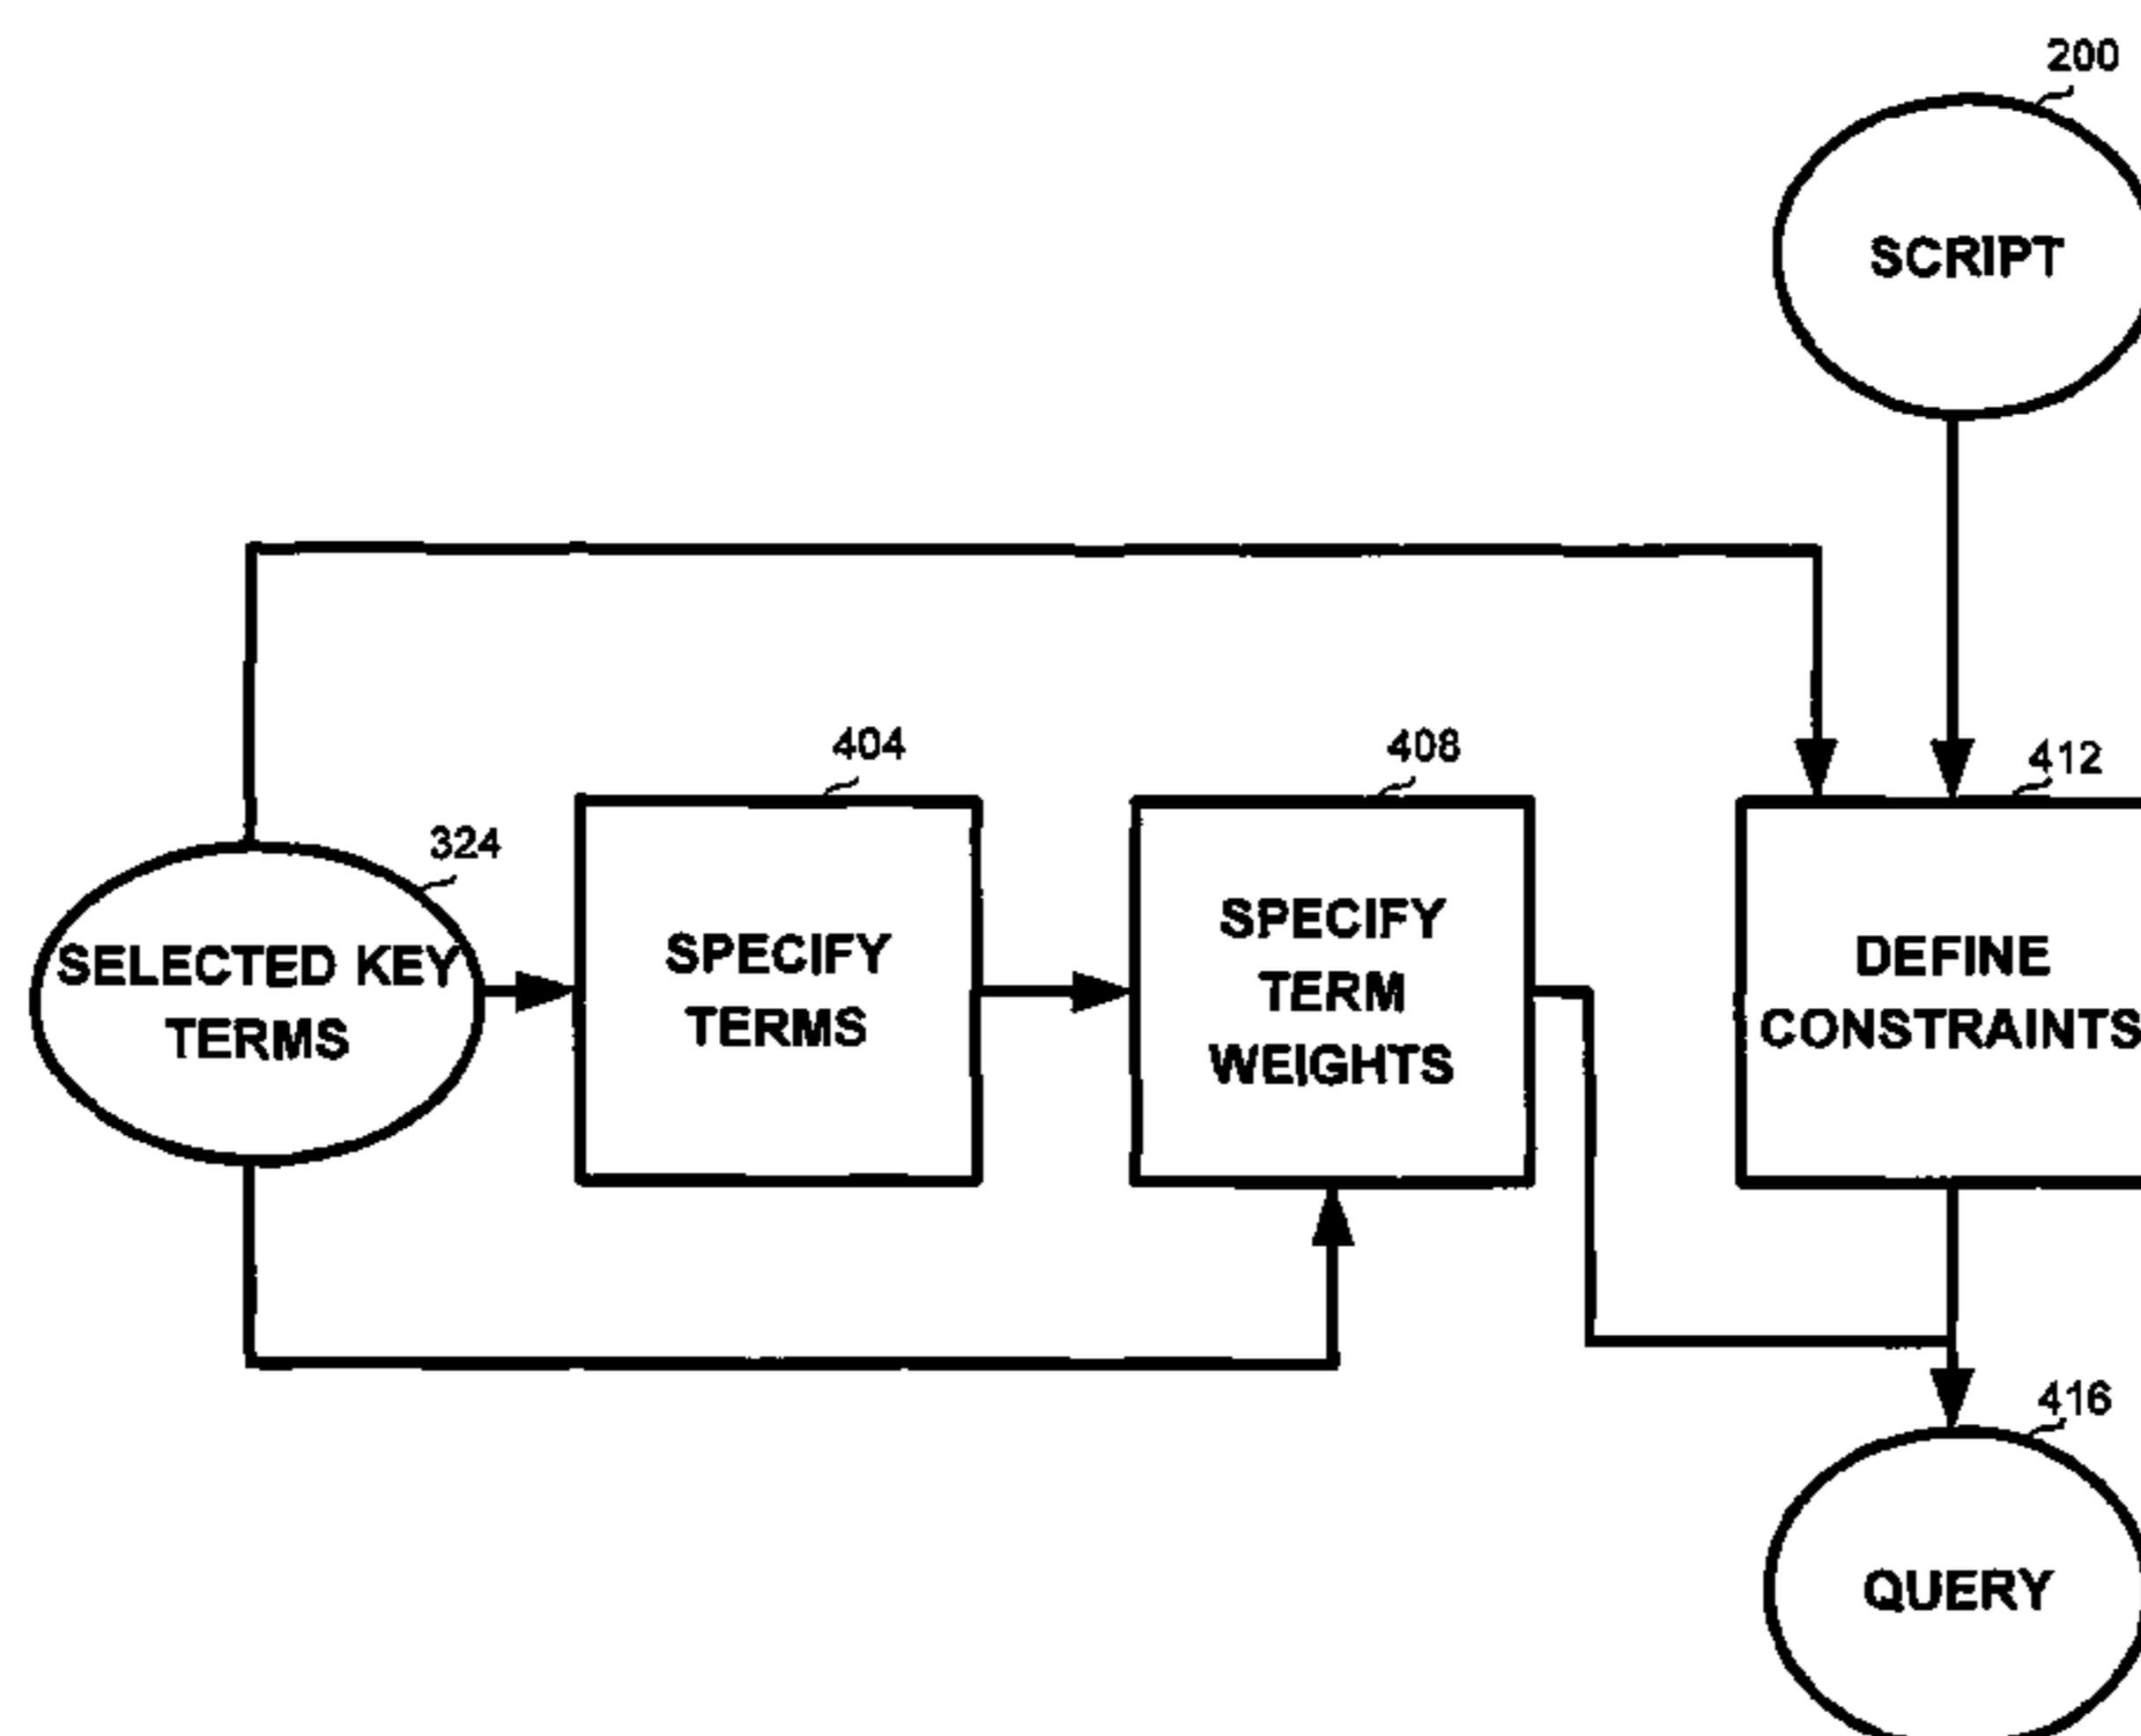 200
SCRIPT
404
408
412
324
SELECTED KEY
TERMS
SPECIFY
TERMS
SPECIFY
TERM
WEIGHTS
DEFINE
CONSTRAINTS
416
QUERY